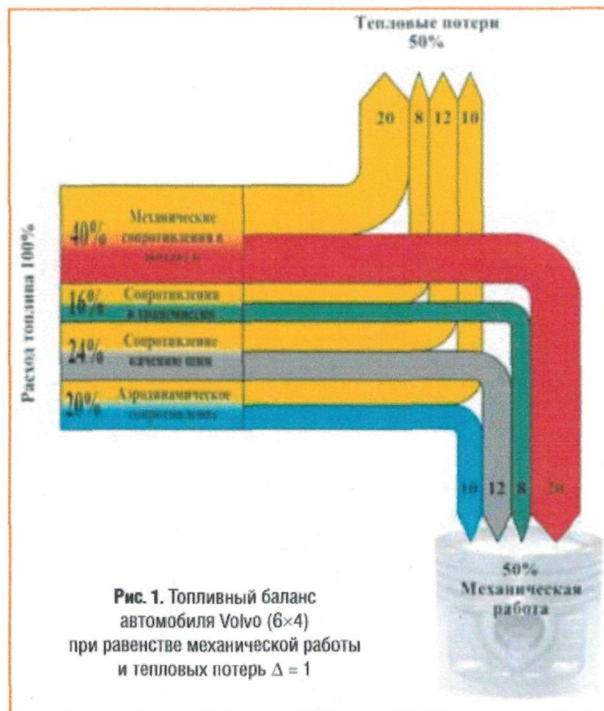 Тепловые потери
50%
20 8 12 10
Расход топлива 100%
40% Механические
сопротивления в
16% Сопротивления
в трансмиссии
24% Сопротивление
качению шин
20% Аэродинамическое
сопротивление
10 12 8 20
50%
Механическая
работа
Рис. 1. Топливный баланс
автомобиля Volvo (6×4)
при равенстве механической работы
и тепловых потерь Δ = 1